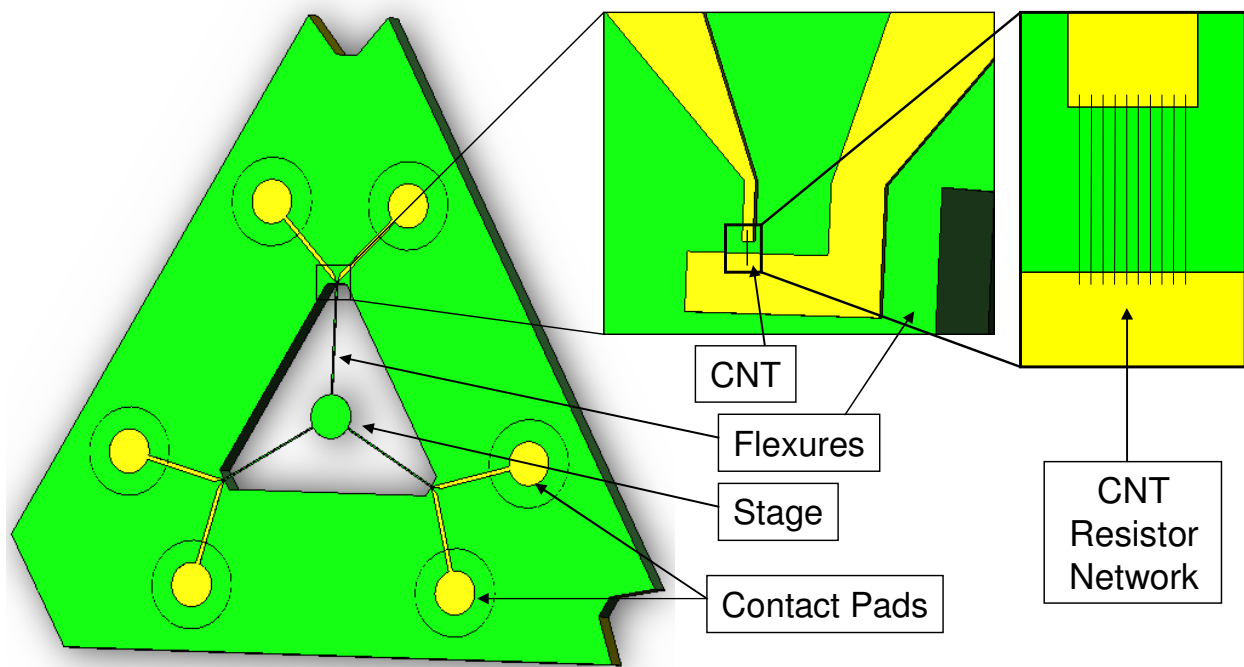 CNT
Flexures
Stage
Contact Pads
CNT
Resistor
Network